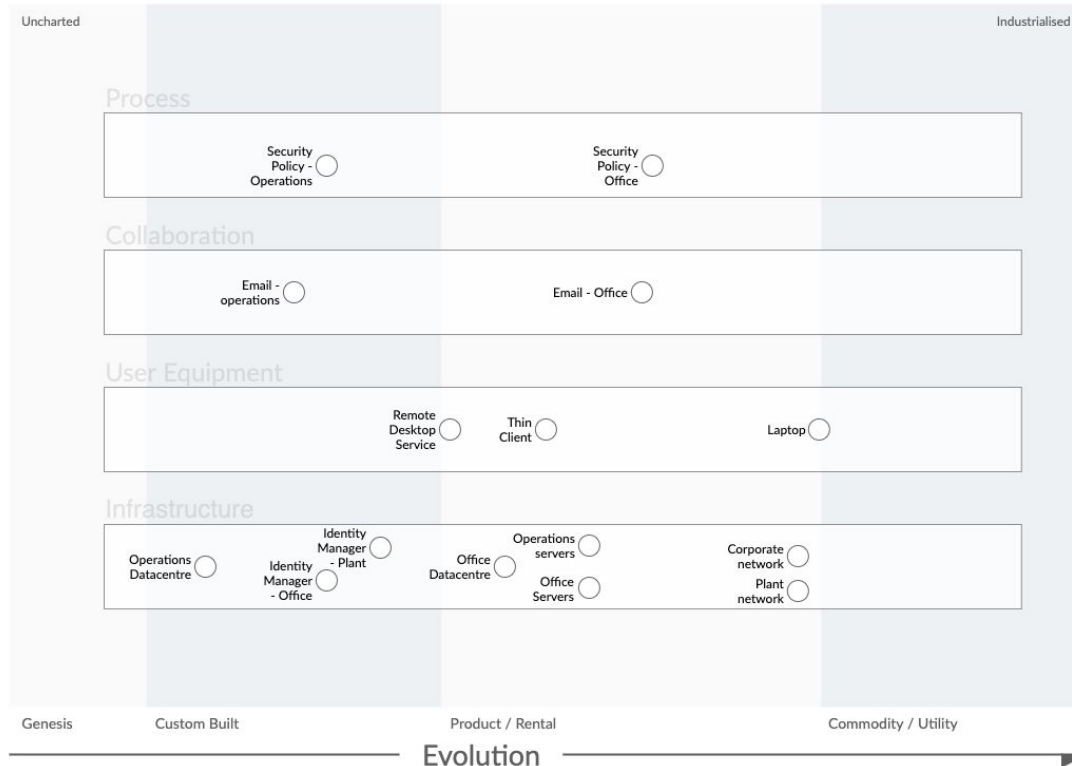 Uncharted
Industrialised
Process
Security
Policy -
Operations
Security
Policy -
Office
Collaboration
Email -
operations
Email - Office
User Equipment
Remote
Desktop
Service
Thin
Client
Laptop
Infrastructure
Operations
Datacentre
Identity
Manager
- Office
Identity
Manager
- Plant
Office
Datacentre
Operations
servers
Office
Servers
Corporate
network
Plant
network
Genesis
Custom Built
Product / Rental
Commodity / Utility
Evolution